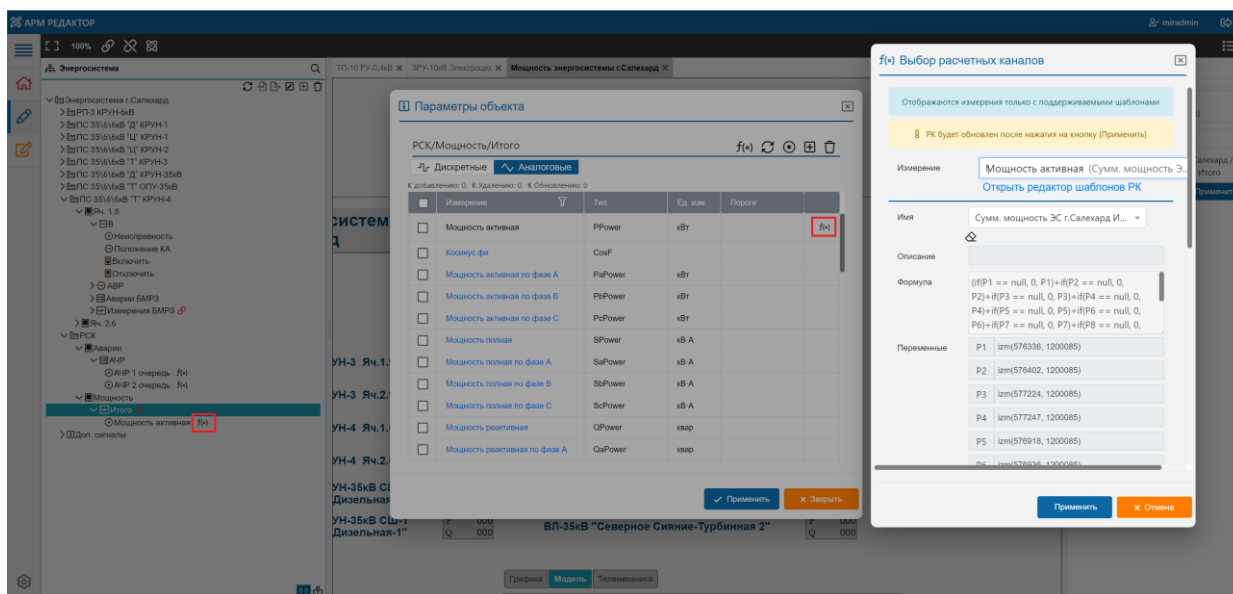 АРМ РЕДАКТОР
miradmin
100%
Энергосистема
ТП-10 РУ-0,4кВ × ЗРУ-10кВ Электроцех × Мощность энергосистемы г.Салехард ×
Энергосистема г.Салехард
РП-3 КРУН-6кВ
ПС 35\6\6кВ "Д" КРУН-1
ПС 35\6\6кВ "Ц" КРУН-1
ПС 35\6\6кВ "Ц" КРУН-2
ПС 35\6\6кВ "Т" КРУН-3
ПС 35\6\6кВ "Д" КРУН-35кВ
ПС 35\6\6кВ "Т" ОПУ-35кВ
ПС 35\6\6кВ "Т" КРУН-4
Яч. 1.6
В
Неисправность
Положение КА
Включить
Отключить
АВР
Аварии БМРЗ
Измерения БМРЗ
Яч. 2.6
РСК
Аварии
АЧР
АЧР 1 очередь f(×)
АЧР 2 очередь f(×)
Мощность
Итого
Мощность активная f(×)
Доп. сигналы
систем
УН-3 Яч.1.
УН-3 Яч.2.
УН-4 Яч.1.
УН-4 Яч.2.
УН-35кВ СШ
Дизельная
УН-35кВ СШ-1
Дизельная-1"
P 000
Q 000
ВЛ-35кВ "Северное Сияние-Турбинная 2"
P 000
Q 000
Графика Модель Телемеханика
Параметры объекта
РСК/Мощность/Итого f(×)
Дискретные Аналоговые
К добавлению: 0, К Удалению: 0, К Обновлению: 0
Измерение Тип Ед. изм. Пороги
Мощность активная PPower кВт f(×)
Косинус фи CosF
Мощность активная по фазе A PaPower кВт
Мощность активная по фазе B PbPower кВт
Мощность активная по фазе C PcPower кВт
Мощность полная SPower кВ·А
Мощность полная по фазе A SaPower кВ·А
Мощность полная по фазе B SbPower кВ·А
Мощность полная по фазе C ScPower кВ·А
Мощность реактивная QPower квар
Мощность реактивная по фазе A QaPower квар
Применить × Закрыть
f(×) Выбор расчетных каналов
Отображаются измерения только с поддерживаемыми шаблонами
РК будет обновлен после нажатия на кнопку [Применить]
Измерение Мощность активная (Сумм. мощность Э...
Открыть редактор шаблонов РК
Имя Сумм. мощность ЭС г.Салехард И...
Описание
Формула (if(P1 == null, 0, P1)+if(P2 == null, 0,
P2)+if(P3 == null, 0, P3)+if(P4 == null, 0,
P4)+if(P5 == null, 0, P5)+if(P6 == null, 0,
P6)+if(P7 == null, 0, P7)+if(P8 == null, 0,
Переменные P1 izm(576336, 1200085)
P2 izm(576402, 1200085)
P3 izm(577224, 1200085)
P4 izm(577247, 1200085)
P5 izm(576918, 1200085)
P6 izm(576936, 1200085)
Применить × Отмена
алехард /
Итого
Применит